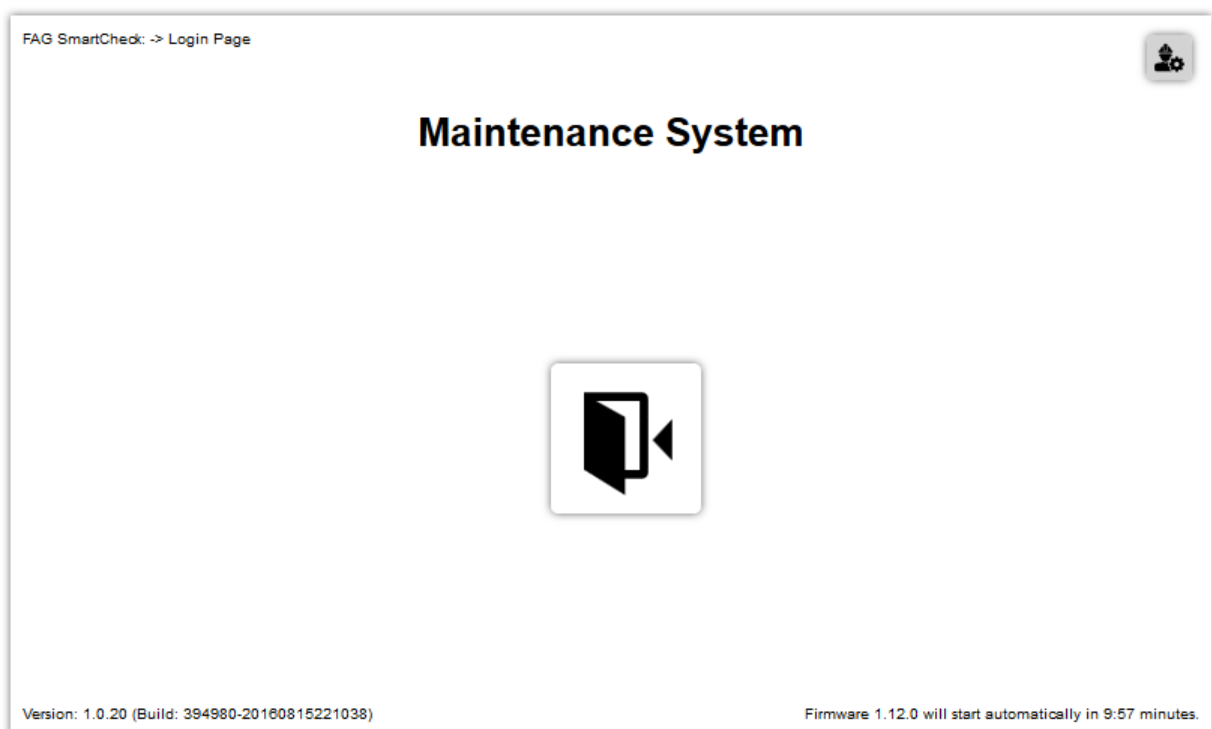 FAG SmartCheck: -> Login Page
Maintenance System
Version: 1.0.20 (Build: 394980-20160815221038)
Firmware 1.12.0 will start automatically in 9:57 minutes.